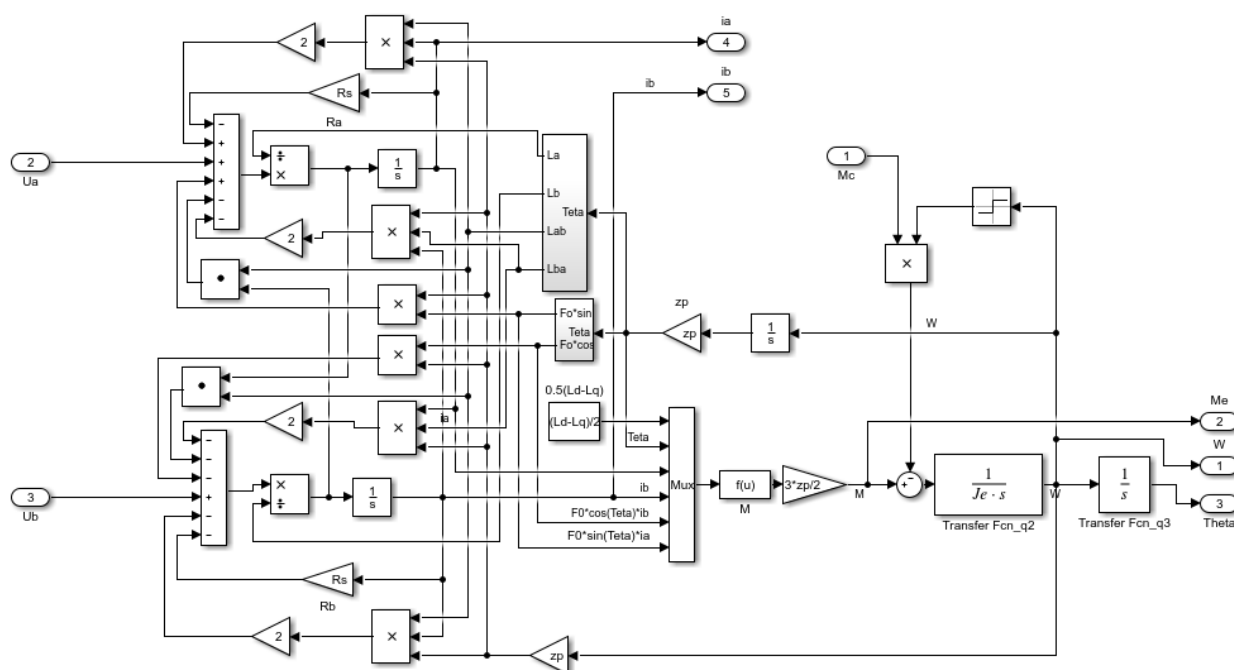 ia
4
2
×
ib
5
ib
Rs
Ra
−
+
+
+
−
−
2
Ua
÷
×
1
s
La
Lb
Teta
Lab
Lba
1
Mc
2
×
×
×
Fo*sin
Teta
Fo*cos
zp
zp
1
s
W
×
0.5(Ld-Lq)
(Ld-Lq)/2
Teta
2
×
ia
−
−
−
+
−
−
3
Ub
×
÷
1
s
ib
Mux
f(u)
M
3*zp/2
M
+
−
1
Je · s
Transfer Fcn_q2
W
1
s
Transfer Fcn_q3
Me
2
W
1
3
Theta
F0*cos(Teta)*ib
F0*sin(Teta)*ia
Rs
Rb
2
×
zp
W